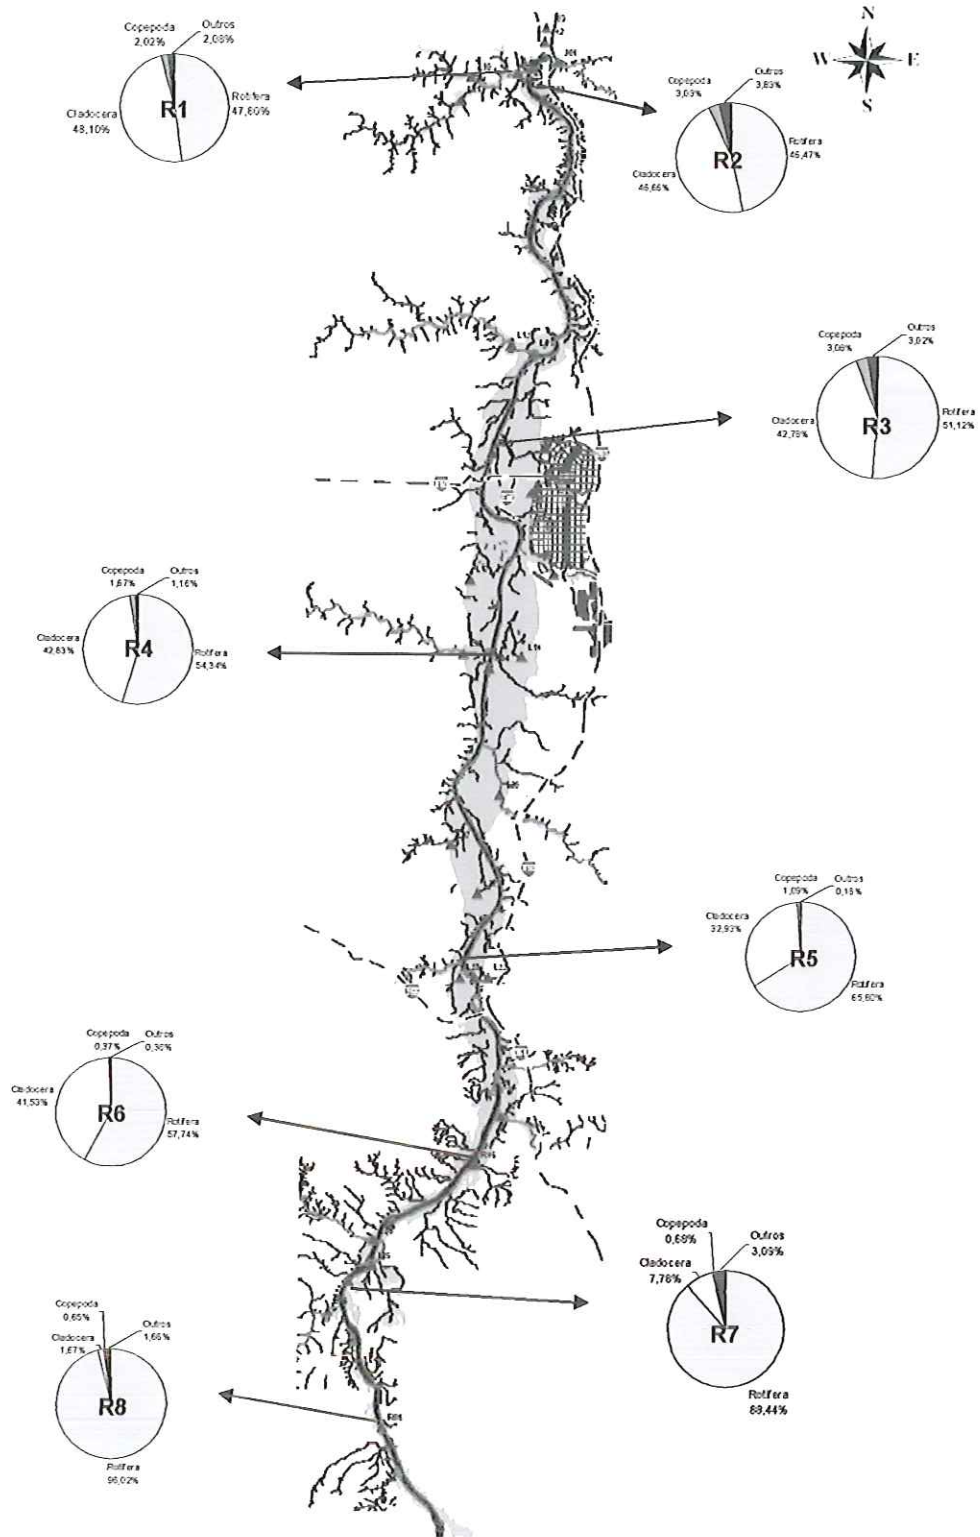 N
W E
S
Copepoda
2,02%
Outros
2,08%
Cladocera
48,10%
R1
Rotifera
47,80%
Copepoda
3,03%
Outros
3,83%
Cladocera
46,66%
R2
Rotifera
46,47%
Copepoda
3,08%
Outros
3,02%
Cladocera
42,78%
R3
Rotifera
51,12%
Copepoda
1,67%
Outros
1,16%
Cladocera
42,83%
R4
Rotifera
54,34%
Copepoda
1,09%
Outros
0,18%
Cladocera
32,93%
R5
Rotifera
65,80%
Copepoda
0,37%
Outros
0,36%
Cladocera
41,53%
R6
Rotifera
57,74%
Copepoda
0,68%
Outros
3,09%
Cladocera
7,78%
R7
Rotifera
88,44%
Copepoda
0,65%
Outros
1,66%
Cladocera
1,67%
R8
Rotifera
96,02%